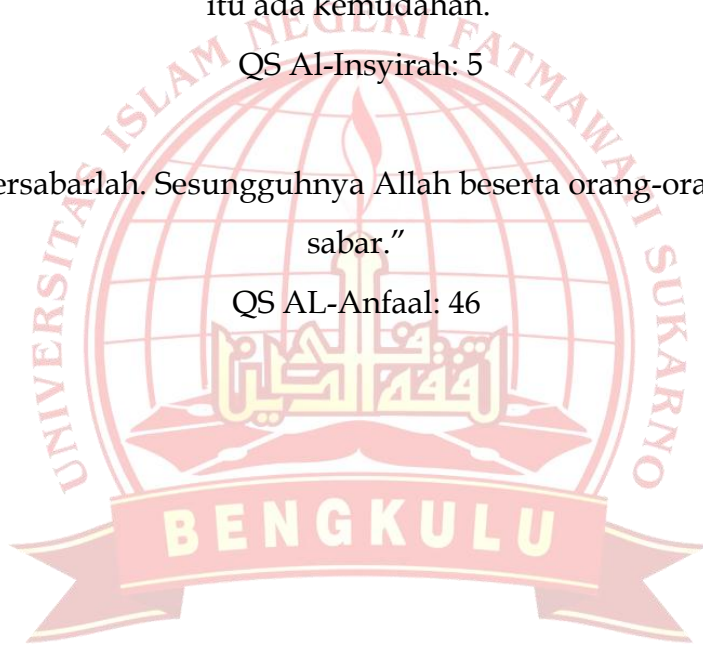 itu ada kemudahan.
QS Al-Insyirah: 5
ersabarlah. Sesungguhnya Allah beserta orang-ora
sabar.”
QS AL-Anfaal: 46
UNIVERSITAS ISLAM NEGERI FATMAWATI SUKARNO
BENGKULU